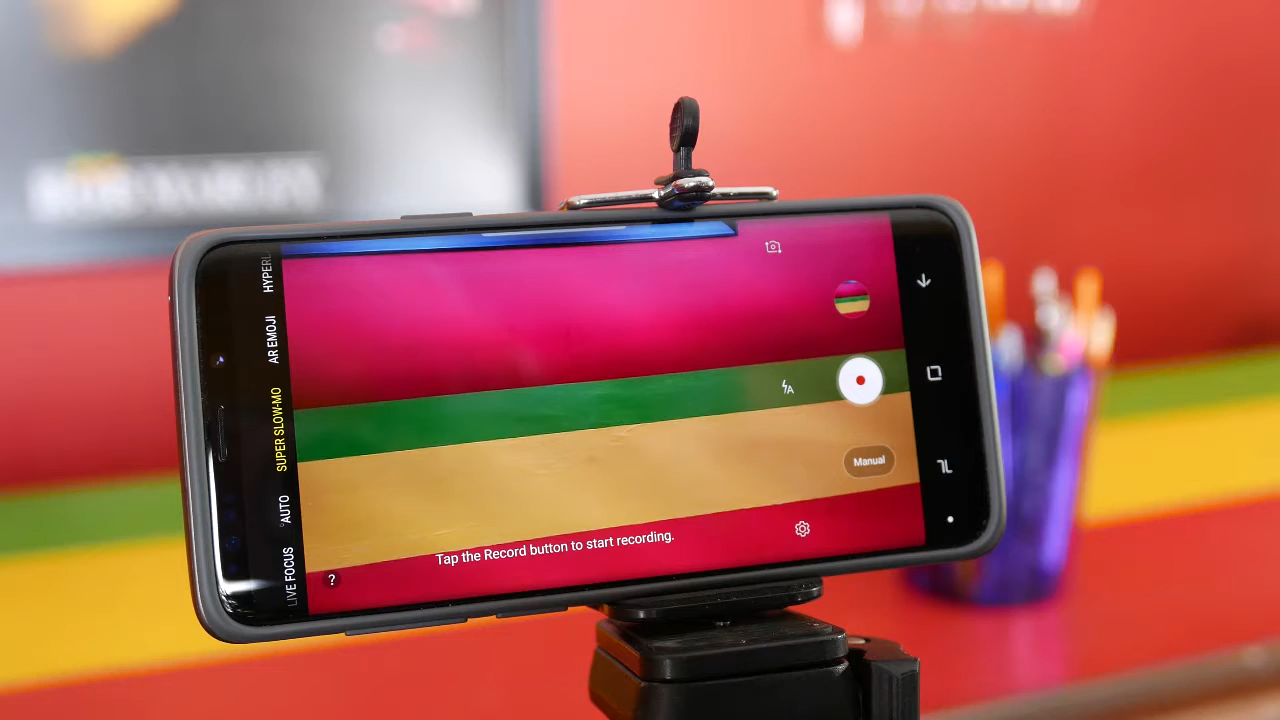 HYPERL
AR EMOJI
SUPER SLOW-MO
AUTO
LIVE FOCUS
Manual
Tap the Record button to start recording.
?